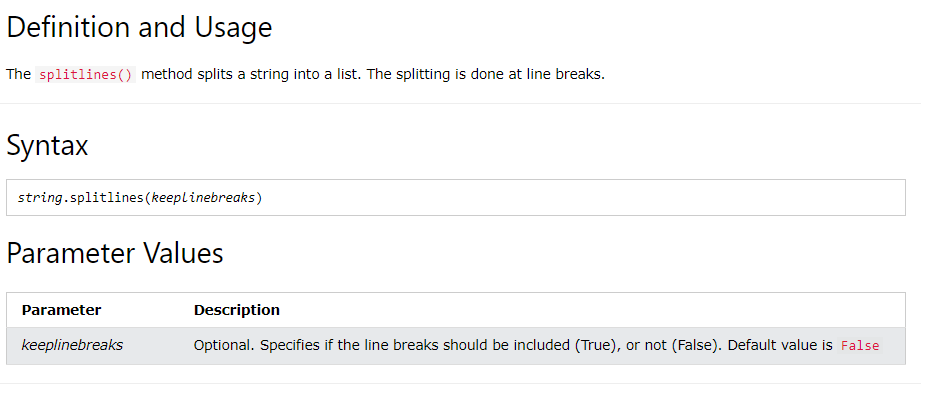 Definition and Usage
The splitlines() method splits a string into a list. The splitting is done at line breaks.
Syntax
string.splitlines(keeplinebreaks)
Parameter Values
Parameter Description
keeplinebreaks Optional. Specifies if the line breaks should be included (True), or not (False). Default value is False